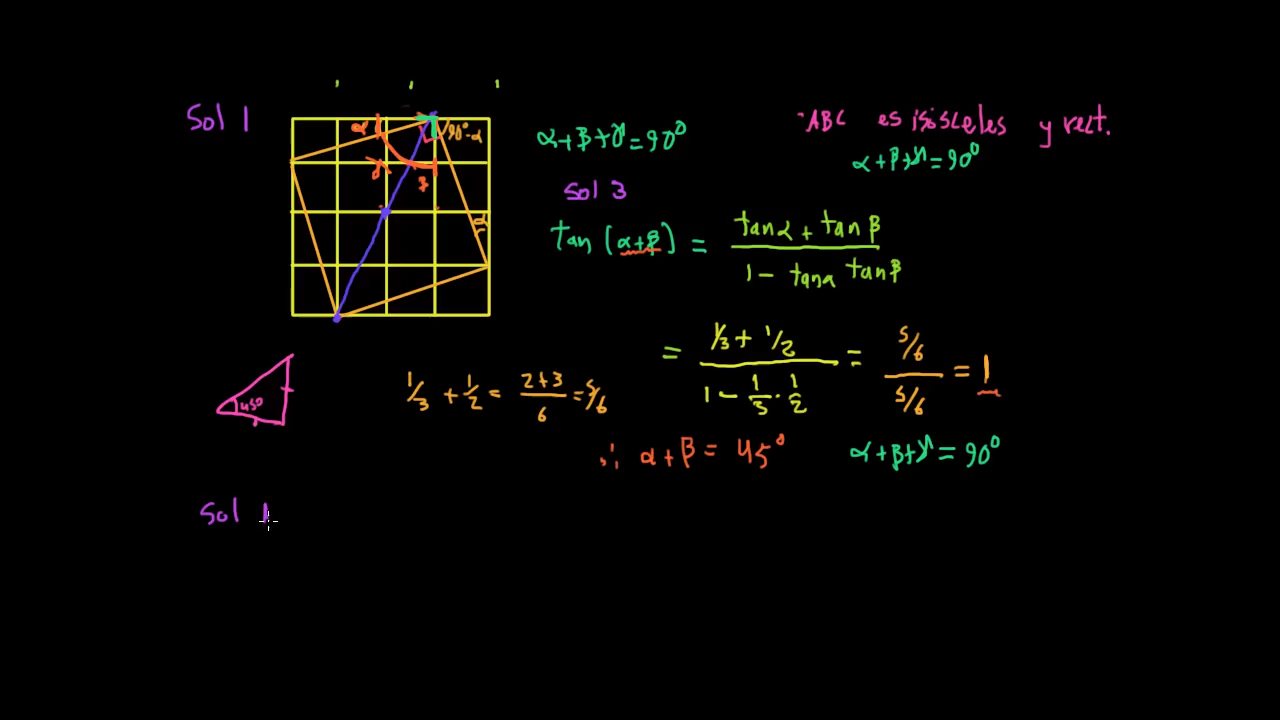 Sol 1
α 90°-α
γ β
α
α+β+γ=90°
ABC es isisceles y rect.
α+β+γ=90°
Sol 3
tan (α+β) = (tanα + tanβ)/(1 - tanα tanβ)
= (1/3 + 1/2)/(1 - 1/3 · 1/2) = (5/6)/(5/6) = 1
45°
1/3 + 1/2 = (2+3)/6 = 5/6
∴ α+β = 45° α+β+γ = 90°
Sol